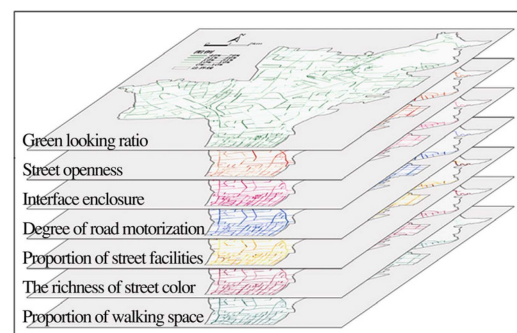 Green looking ratio
Street openness
Interface enclosure
Degree of road motorization
Proportion of street facilities
The richness of street color
Proportion of walking space